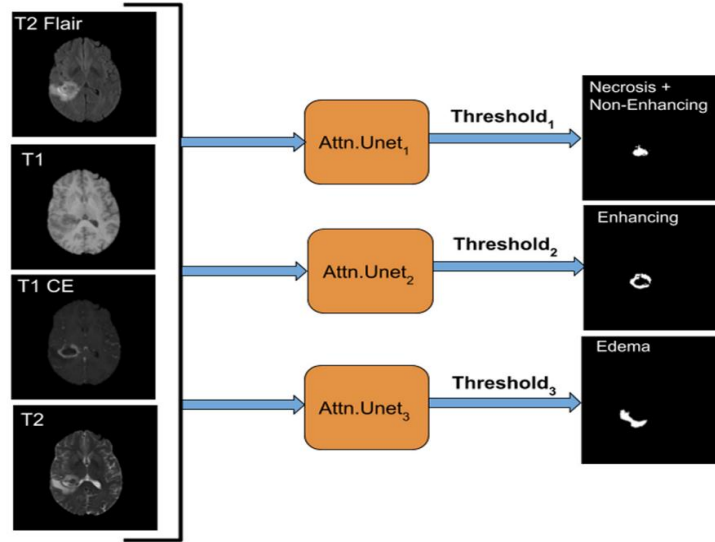 T2 Flair
T1
T1 CE
T2
Attn.Unet₁
Threshold₁
Necrosis +
Non-Enhancing
Attn.Unet₂
Threshold₂
Enhancing
Attn.Unet₃
Threshold₃
Edema